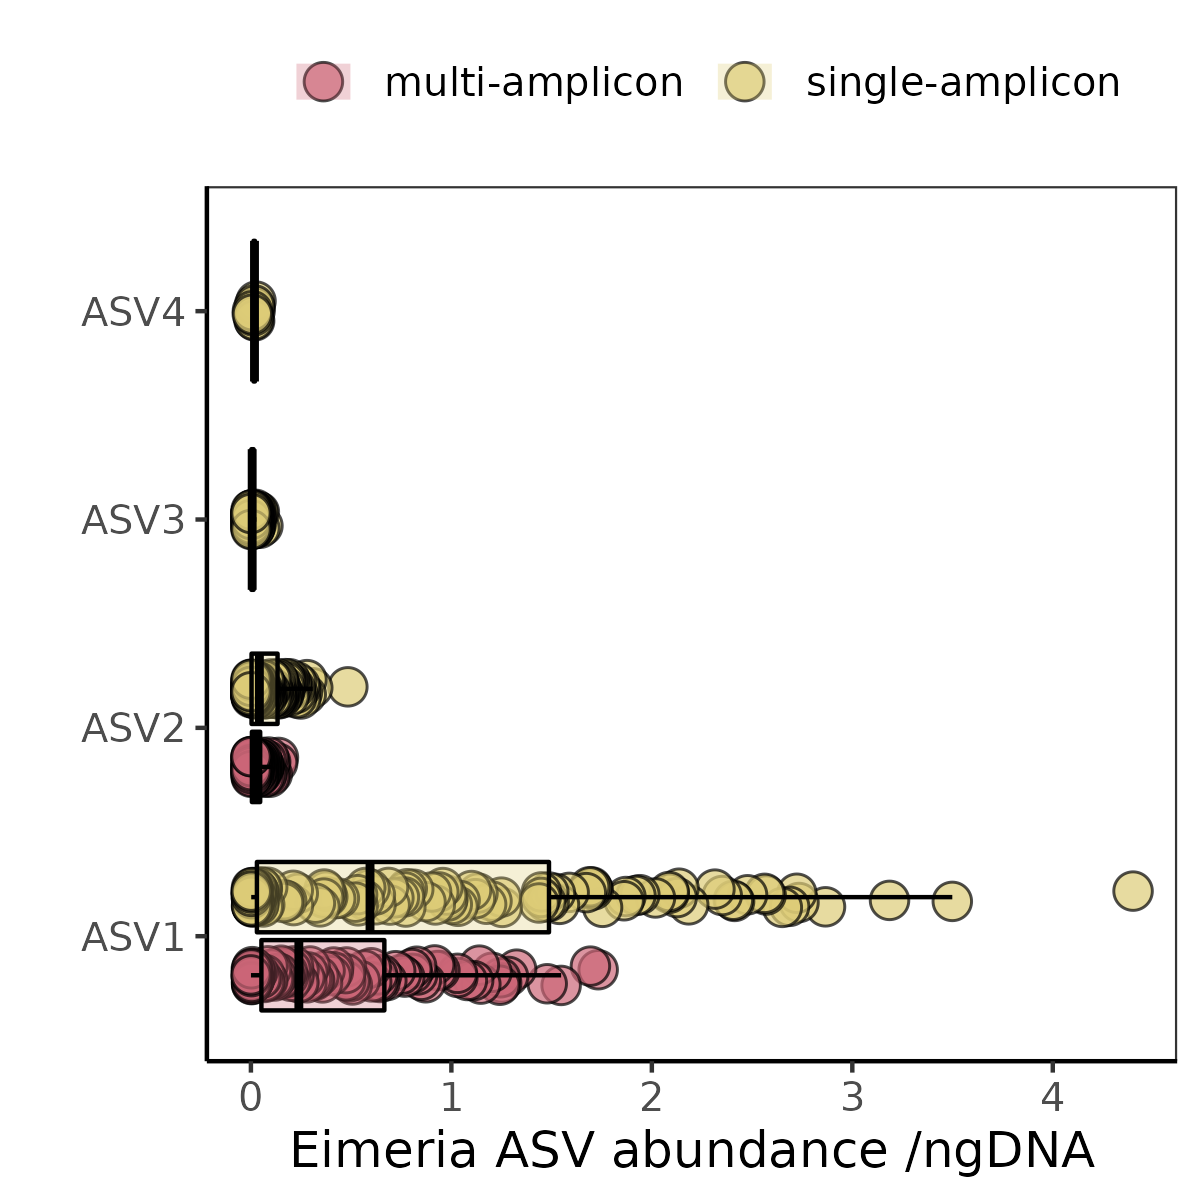 multi-amplicon single-amplicon
ASV4
ASV3
ASV2
ASV1
0 1 2 3 4
Eimeria ASV abundance /ngDNA